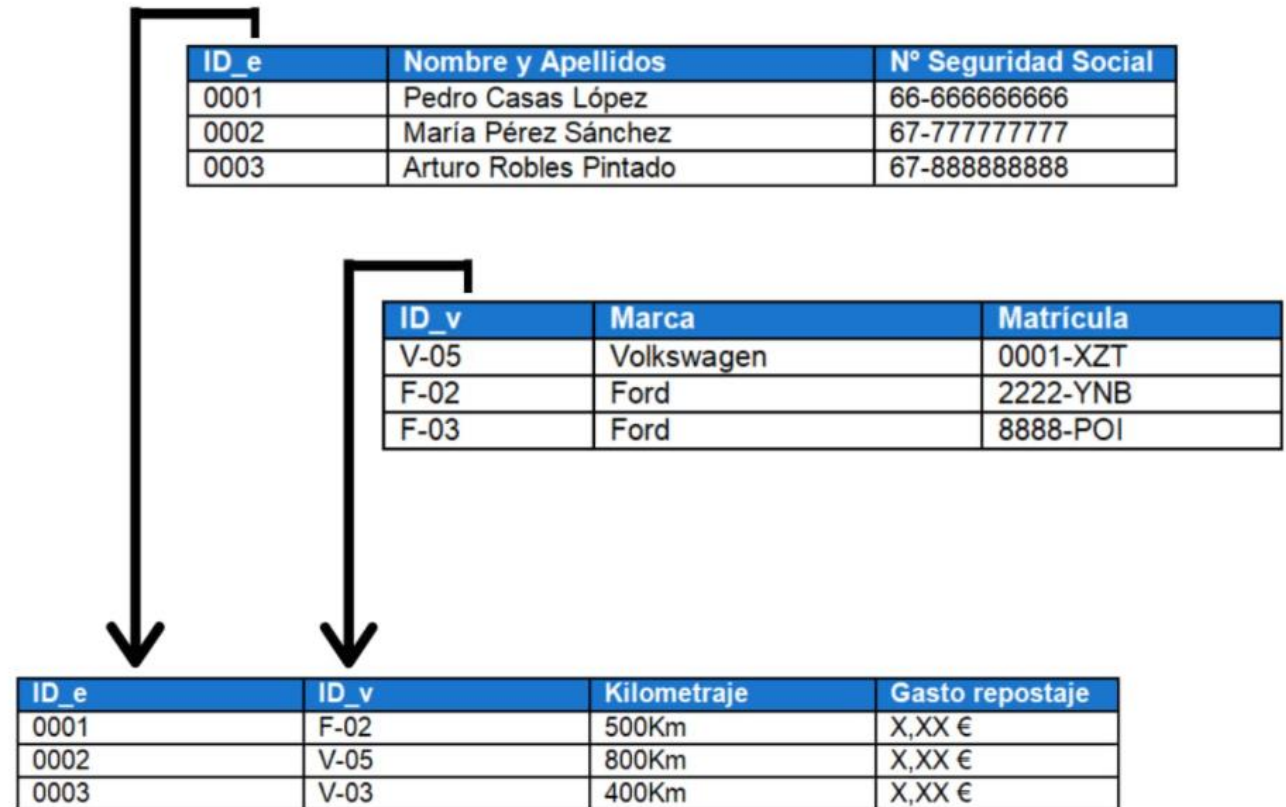 ID_e Nombre y Apellidos Nº Seguridad Social
0001 Pedro Casas López 66-666666666
0002 María Pérez Sánchez 67-777777777
0003 Arturo Robles Pintado 67-888888888
ID_v Marca Matrícula
V-05 Volkswagen 0001-XZT
F-02 Ford 2222-YNB
F-03 Ford 8888-POI
ID_e ID_v Kilometraje Gasto repostaje
0001 F-02 500Km X,XX €
0002 V-05 800Km X,XX €
0003 V-03 400Km X,XX €